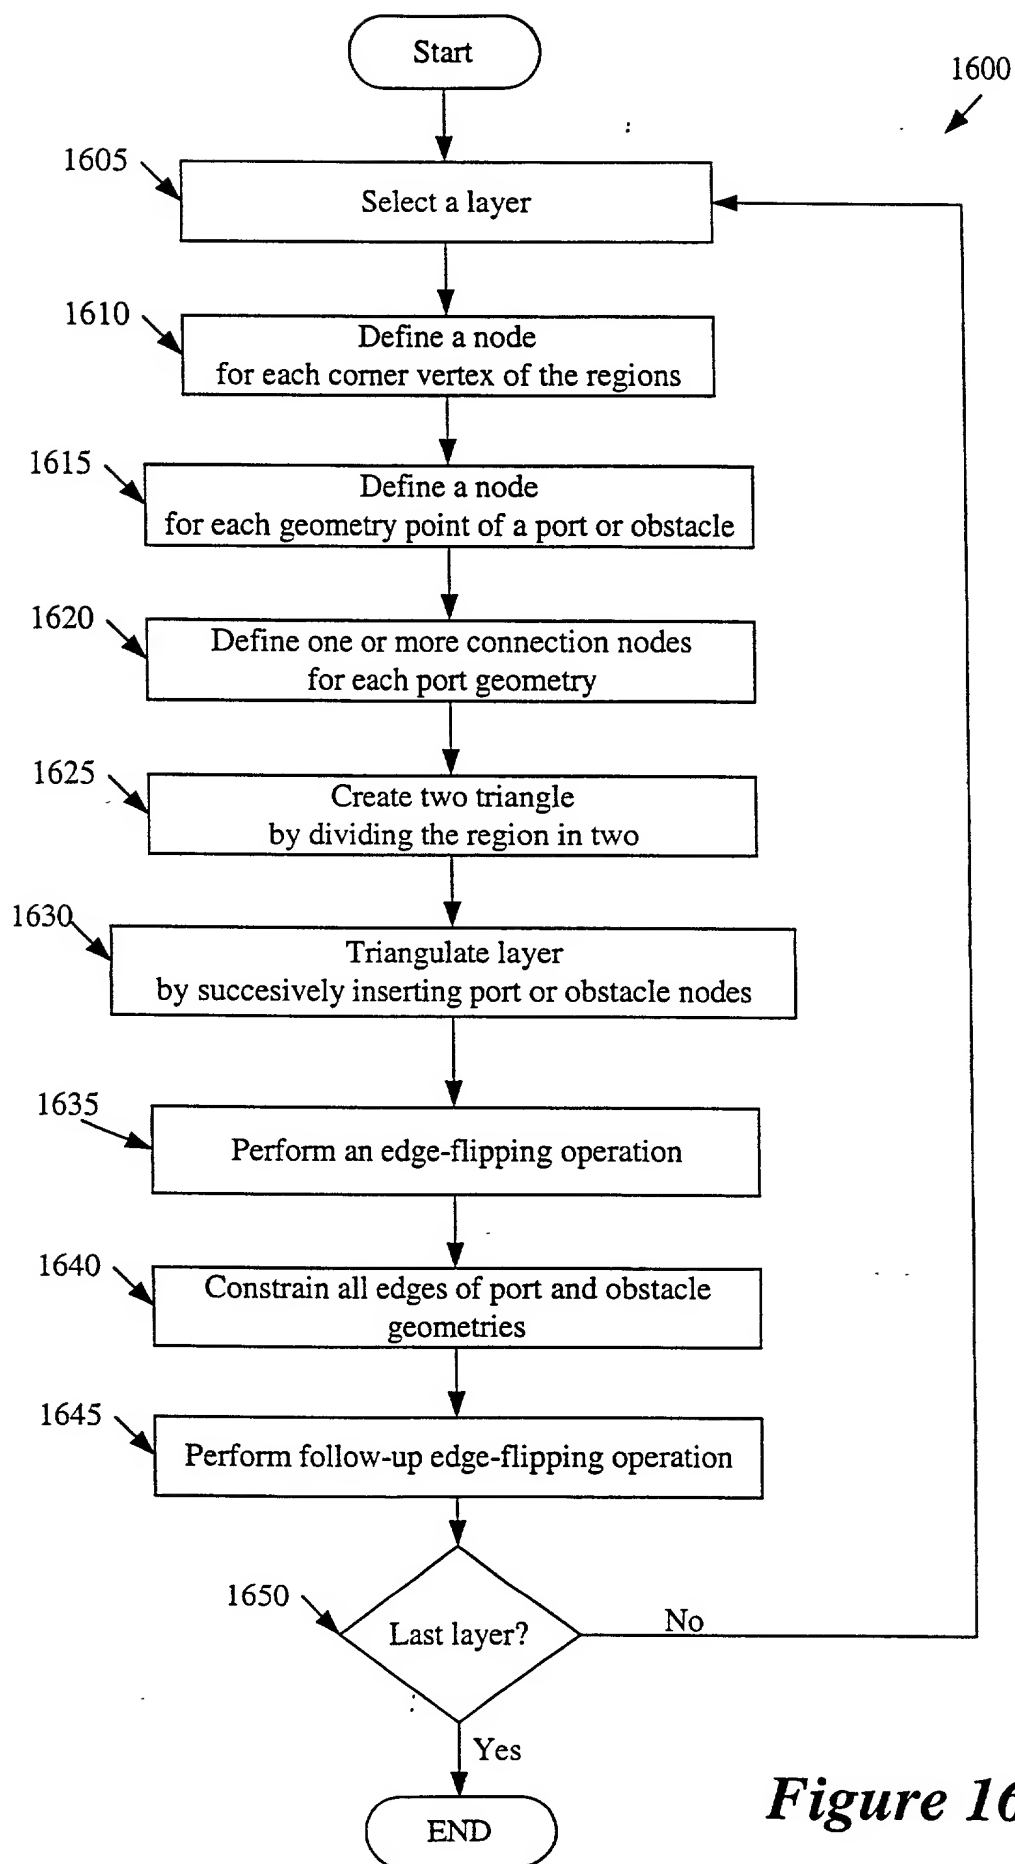 Start
1600
1605
Select a layer
1610
Define a node
for each corner vertex of the regions
1615
Define a node
for each geometry point of a port or obstacle
1620
Define one or more connection nodes
for each port geometry
1625
Create two triangle
by dividing the region in two
1630
Triangulate layer
by succesively inserting port or obstacle nodes
1635
Perform an edge-flipping operation
1640
Constrain all edges of port and obstacle
geometries
1645
Perform follow-up edge-flipping operation
1650
Last layer?
No
Yes
END
Figure 16